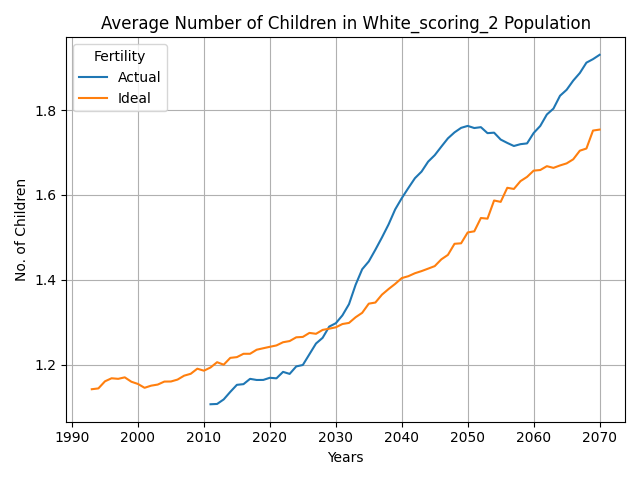 Average Number of Children in White_scoring_2 Population
Fertility
Actual
Ideal
1.8
1.6
1.4
1.2
No. of Children
1990 2000 2010 2020 2030 2040 2050 2060 2070
Years